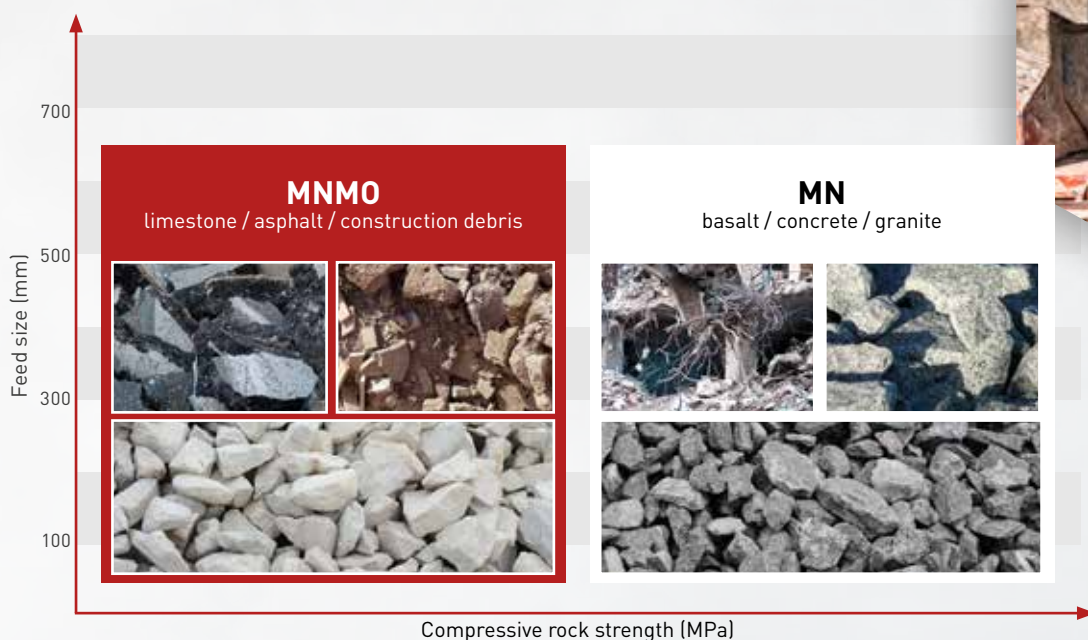 700
500
300
100
Feed size (mm)
MNMO
limestone / asphalt / construction debris
MN
basalt / concrete / granite
Compressive rock strength (MPa)